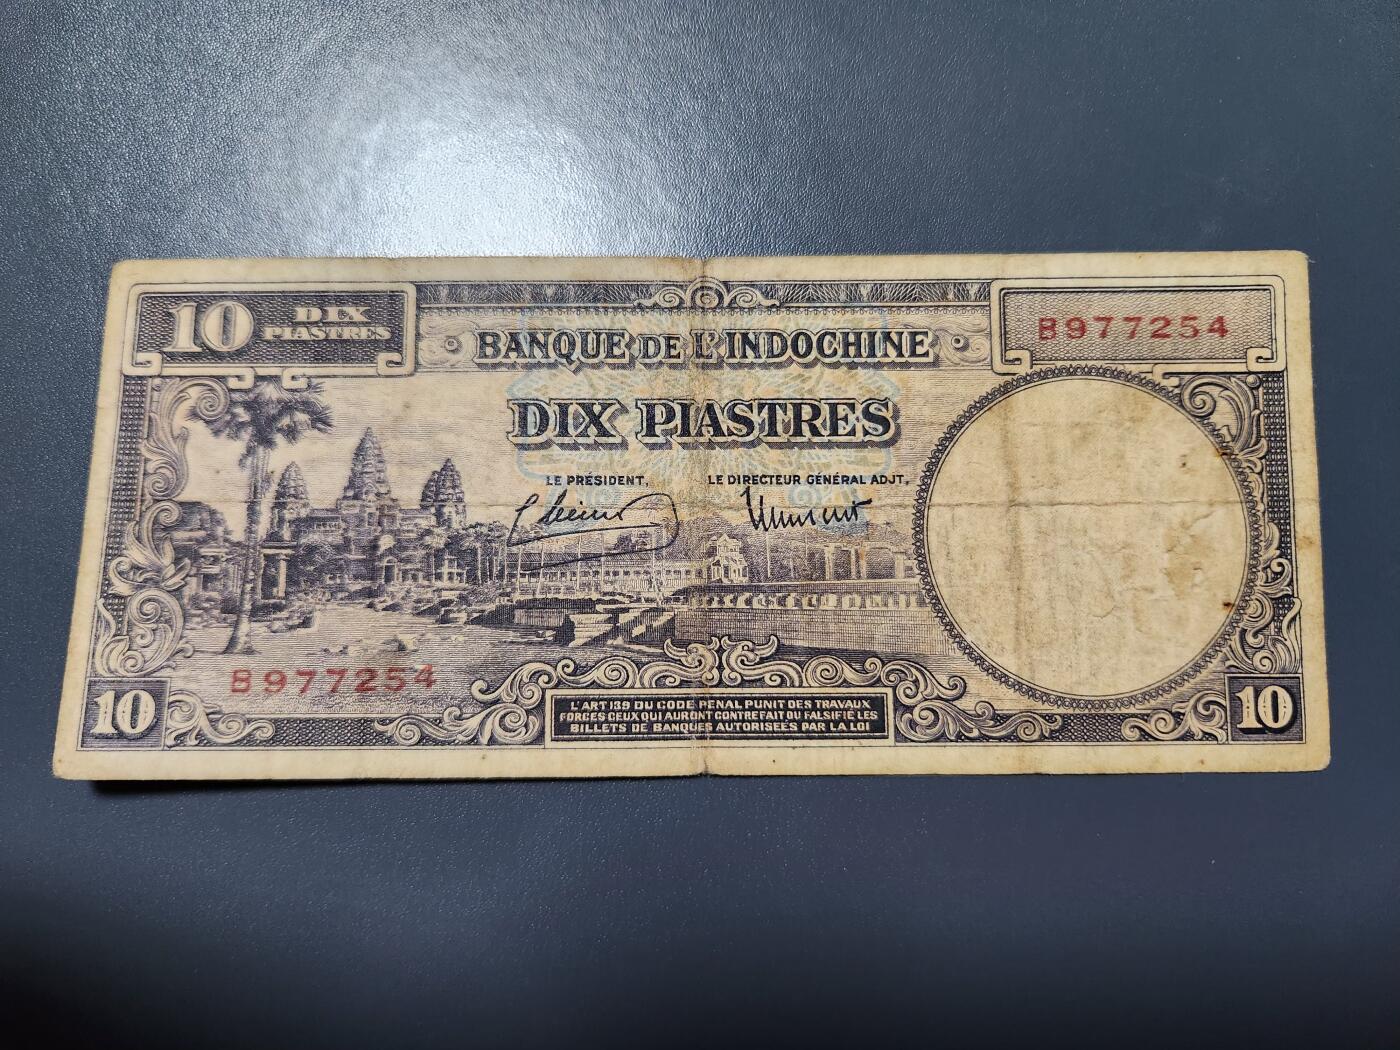 10 DIX PIASTRES
BANQUE DE L'INDOCHINE
B977254
DIX PIASTRES
LE PRÉSIDENT,
LE DIRECTEUR GÉNÉRAL ADJT,
B977254
10
L'ART 139 DU CODE PENAL PUNIT DES TRAVAUX
FORCES CEUX QUI AURONT CONTREFAIT OU FALSIFIÉ LES
BILLETS DE BANQUES AUTORISÉES PAR LA LOI
10